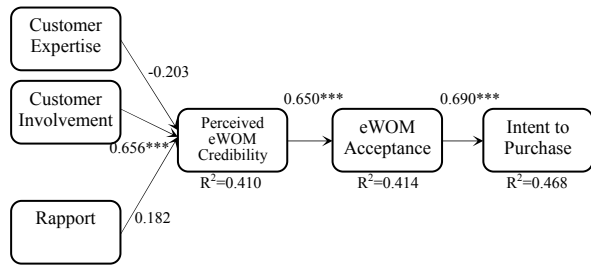 Customer
Expertise
-0.203
Customer
Involvement
0.656***
Rapport
0.182
Perceived
eWOM
Credibility
R²=0.410
0.650***
eWOM
Acceptance
R²=0.414
0.690***
Intent to
Purchase
R²=0.468